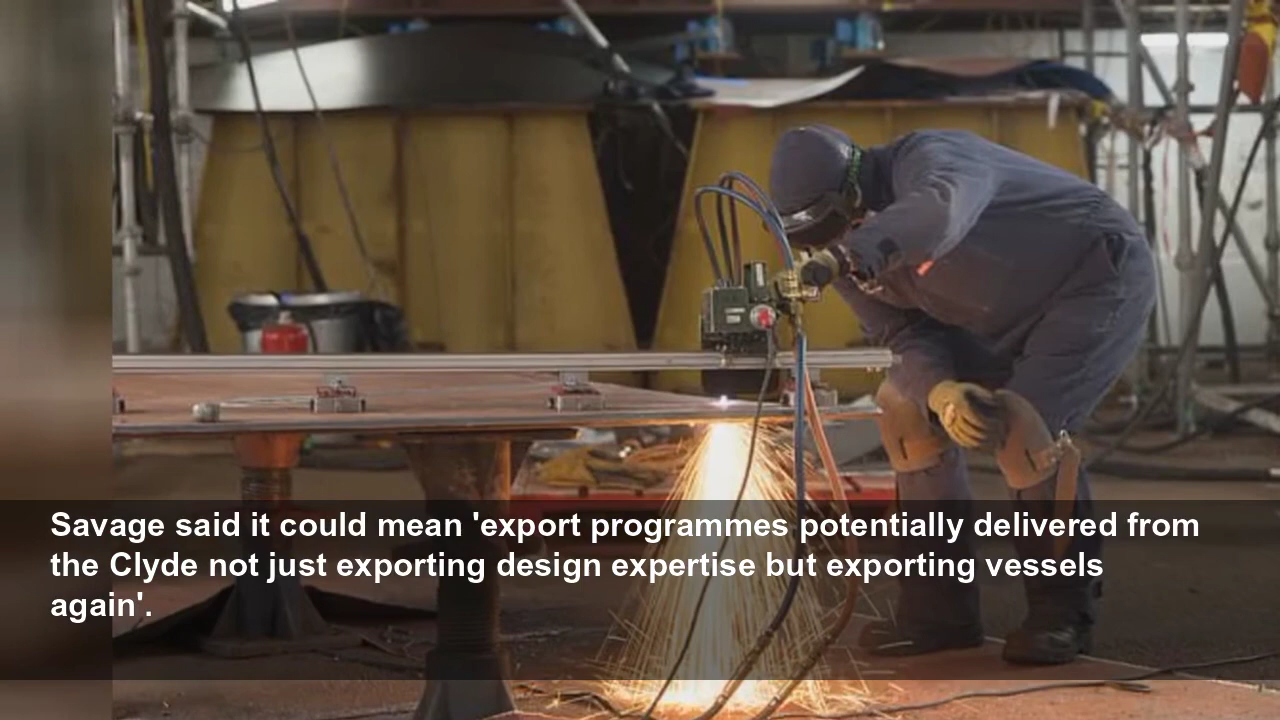 Savage said it could mean 'export programmes potentially delivered from
the Clyde not just exporting design expertise but exporting vessels
again'.